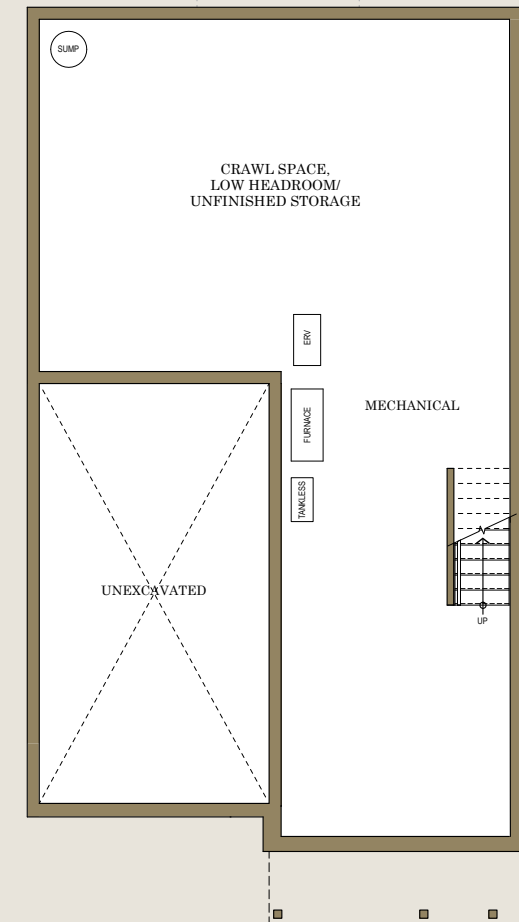 SUMP
CRAWL SPACE,
LOW HEADROOM/
UNFINISHED STORAGE
ERV
MECHANICAL
FURNACE
TANKLESS
UNEXCAVATED
UP